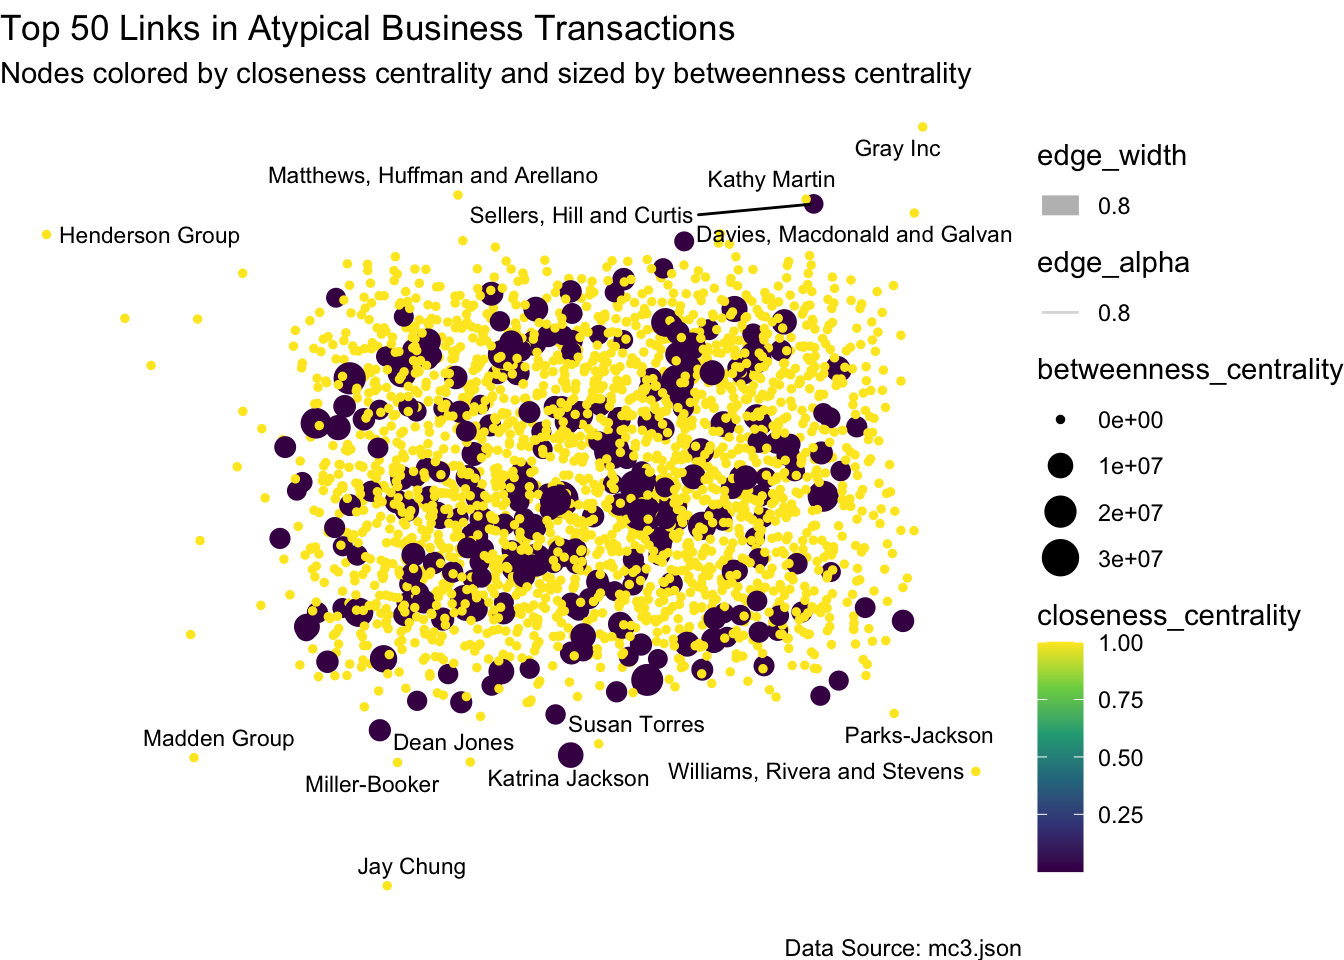 Top 50 Links in Atypical Business Transactions
Nodes colored by closeness centrality and sized by betweenness centrality
Gray Inc
Matthews, Huffman and Arellano
Kathy Martin
Sellers, Hill and Curtis
Henderson Group
Davies, Macdonald and Galvan
Susan Torres
Madden Group
Dean Jones
Parks-Jackson
Miller-Booker
Katrina Jackson
Williams, Rivera and Stevens
Jay Chung
edge_width
0.8
edge_alpha
0.8
betweenness_centrality
0e+00
1e+07
2e+07
3e+07
closeness_centrality
1.00
0.75
0.50
0.25
Data Source: mc3.json